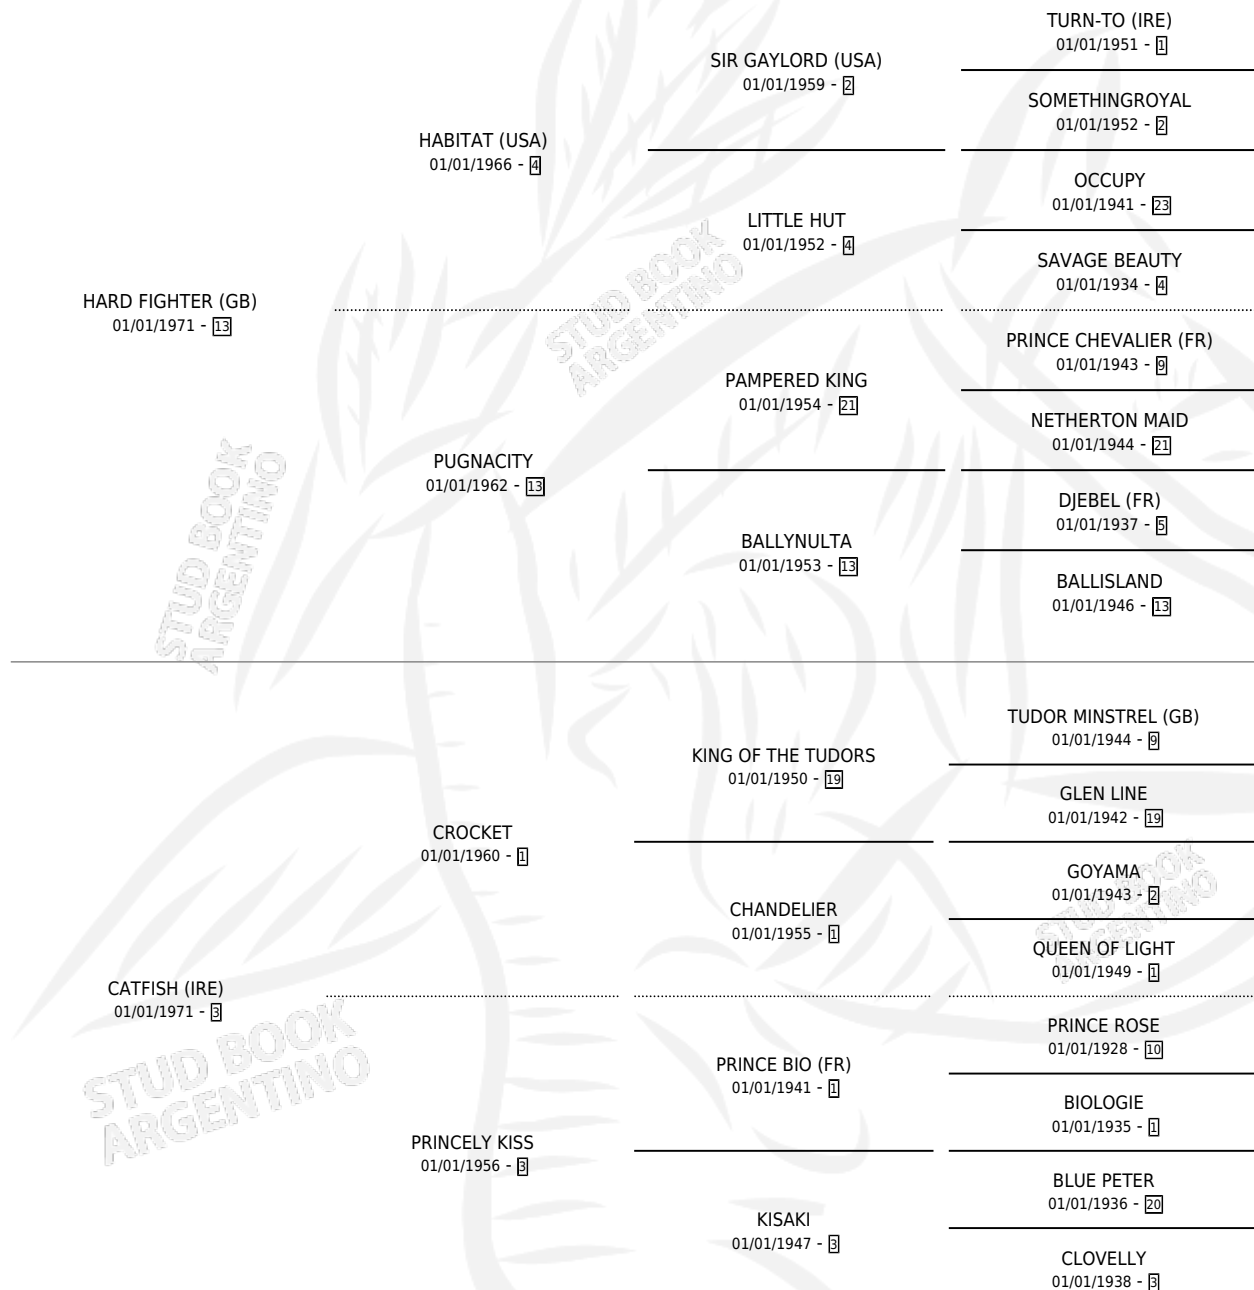 TURN-TO (IRE)
01/01/1951 - 1
SIR GAYLORD (USA)
01/01/1959 - 2
SOMETHINGROYAL
01/01/1952 - 2
HABITAT (USA)
01/01/1966 - 4
OCCUPY
01/01/1941 - 23
LITTLE HUT
01/01/1952 - 4
SAVAGE BEAUTY
01/01/1934 - 4
HARD FIGHTER (GB)
01/01/1971 - 13
PRINCE CHEVALIER (FR)
01/01/1943 - 9
PAMPERED KING
01/01/1954 - 21
NETHERTON MAID
01/01/1944 - 21
PUGNACITY
01/01/1962 - 13
DJEBEL (FR)
01/01/1937 - 5
BALLYNULTA
01/01/1953 - 13
BALLISLAND
01/01/1946 - 13
TUDOR MINSTREL (GB)
01/01/1944 - 9
KING OF THE TUDORS
01/01/1950 - 19
GLEN LINE
01/01/1942 - 19
CROCKET
01/01/1960 - 1
GOYAMA
01/01/1943 - 2
CHANDELIER
01/01/1955 - 1
QUEEN OF LIGHT
01/01/1949 - 1
CATFISH (IRE)
01/01/1971 - 3
PRINCE ROSE
01/01/1928 - 10
PRINCE BIO (FR)
01/01/1941 - 1
BIOLOGIE
01/01/1935 - 1
PRINCELY KISS
01/01/1956 - 3
BLUE PETER
01/01/1936 - 20
KISAKI
01/01/1947 - 3
CLOVELLY
01/01/1938 - 3
STUD BOOK
ARGENTINO
STUD BOOK
ARGENTINO
STUD BOOK
ARGENTINO
STUD BOOK
ARGENTINO